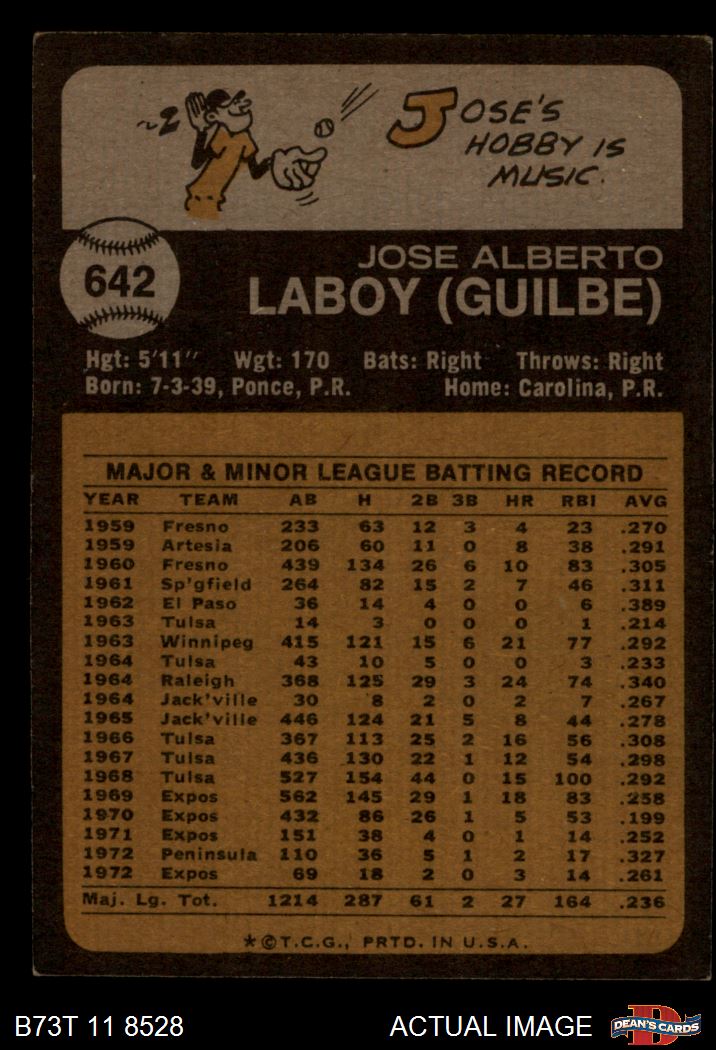 JOSE'S
HOBBY IS
MUSIC.
642
JOSE ALBERTO
LABOY (GUILBE)
Hgt: 5'11" Wgt: 170 Bats: Right Throws: Right
Born: 7-3-39, Ponce, P.R. Home: Carolina, P.R.
MAJOR & MINOR LEAGUE BATTING RECORD
YEAR TEAM AB H 2B 3B HR RBI AVG
1959 Fresno 233 63 12 3 4 23 .270
1959 Artesia 206 60 11 0 8 38 .291
1960 Fresno 439 134 26 6 10 83 .305
1961 Sp'gfield 264 82 15 2 7 46 .311
1962 El Paso 36 14 4 0 0 6 .389
1963 Tulsa 14 3 0 0 0 1 .214
1963 Winnipeg 415 121 15 6 21 77 .292
1964 Tulsa 43 10 5 0 0 3 .233
1964 Raleigh 368 125 29 3 24 74 .340
1964 Jack'ville 30 8 2 0 2 7 .267
1965 Jack'ville 446 124 21 5 8 44 .278
1966 Tulsa 367 113 25 2 16 56 .308
1967 Tulsa 436 130 22 1 12 54 .298
1968 Tulsa 527 154 44 0 15 100 .292
1969 Expos 562 145 29 1 18 83 .258
1970 Expos 432 86 26 1 5 53 .199
1971 Expos 151 38 4 0 1 14 .252
1972 Peninsula 110 36 5 1 2 17 .327
1972 Expos 69 18 2 0 3 14 .261
Maj. Lg. Tot. 1214 287 61 2 27 164 .236
*©T.C.G., PRTD. IN U.S.A.
B73T 11 8528 ACTUAL IMAGE
D
DEAN'S CARDS